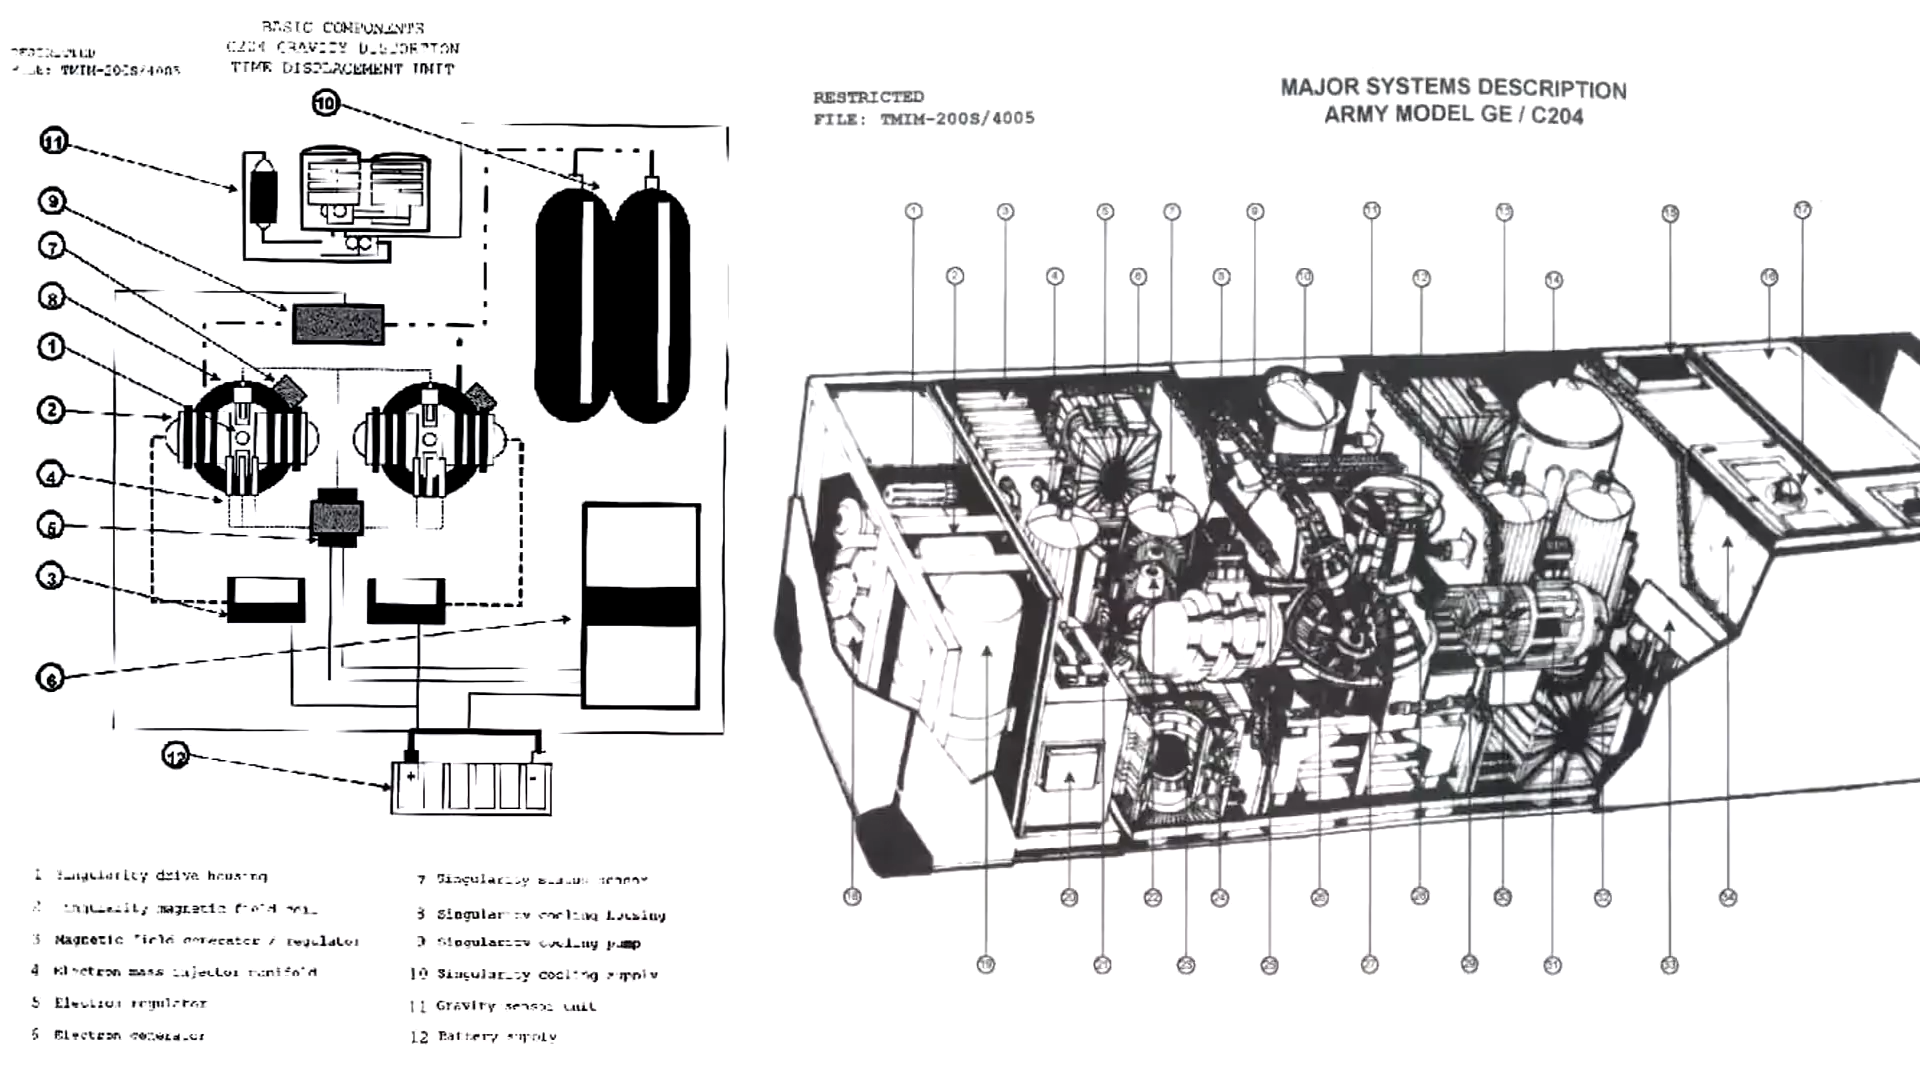 BASIC COMPONENTS
C204 GRAVITY DISTORTION
TIME DISPLACEMENT UNIT
RESTRICTED
FILE: TMIM-200S/4005
10
11
9
7
8
1
2
4
5
3
6
12
+ -
1 Singularity drive housing
2 Singularity magnetic field coil
3 Magnetic field generator / regulator
4 Electron mass injector manifold
5 Electron regulator
6 Electron generator
7 Singularity status sensor
8 Singularity cooling housing
9 Singularity cooling pump
10 Singularity cooling supply
11 Gravity sensor unit
12 Battery supply
RESTRICTED
FILE: TMIM-200S/4005
MAJOR SYSTEMS DESCRIPTION
ARMY MODEL GE / C204
1 3 5 7 9 11 13 15 17
2 4 6 8 10 12 14 16
18 20 22 24 26 28 30 32 34
19 21 23 25 27 29 31 33